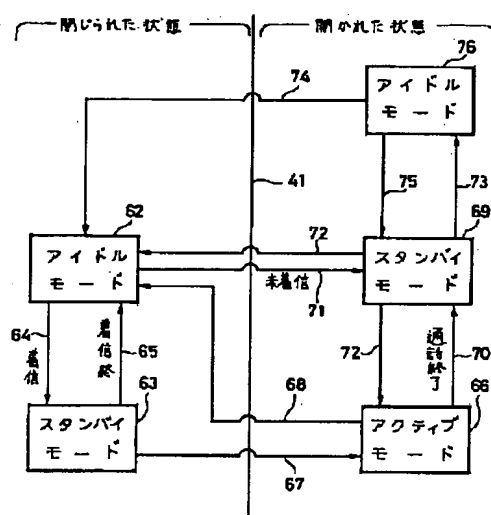 閉じられた状態
開かれた状態
76
アイドル
モード
74
41
75
73
62
アイドル
モード
72
69
スタンバイ
モード
未着信
71
64
着信
着信終
65
72
通話終了
70
63
スタンバイ
モード
68
66
アクティブ
モード
67